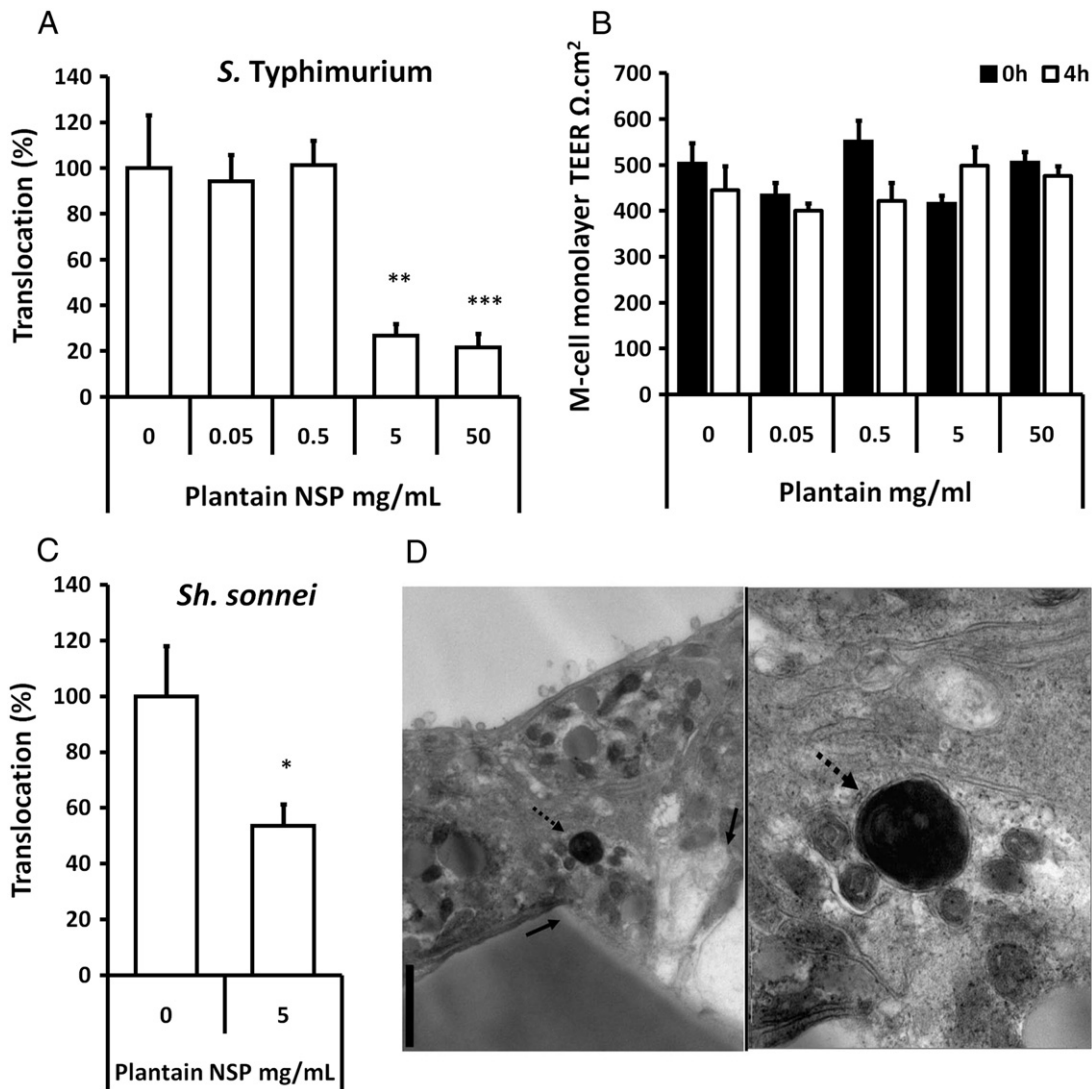 A
S. Typhimurium
Translocation (%)
140
120
100
80
60
40
20
0
**
***
0 0.05 0.5 5 50
Plantain NSP mg/mL
B
M-cell monolayer TEER Ω.cm²
700
600
500
400
300
200
100
0
0h 4h
0 0.05 0.5 5 50
Plantain mg/ml
C
Sh. sonnei
Translocation (%)
140
120
100
80
60
40
20
0
*
0 5
Plantain NSP mg/mL
D